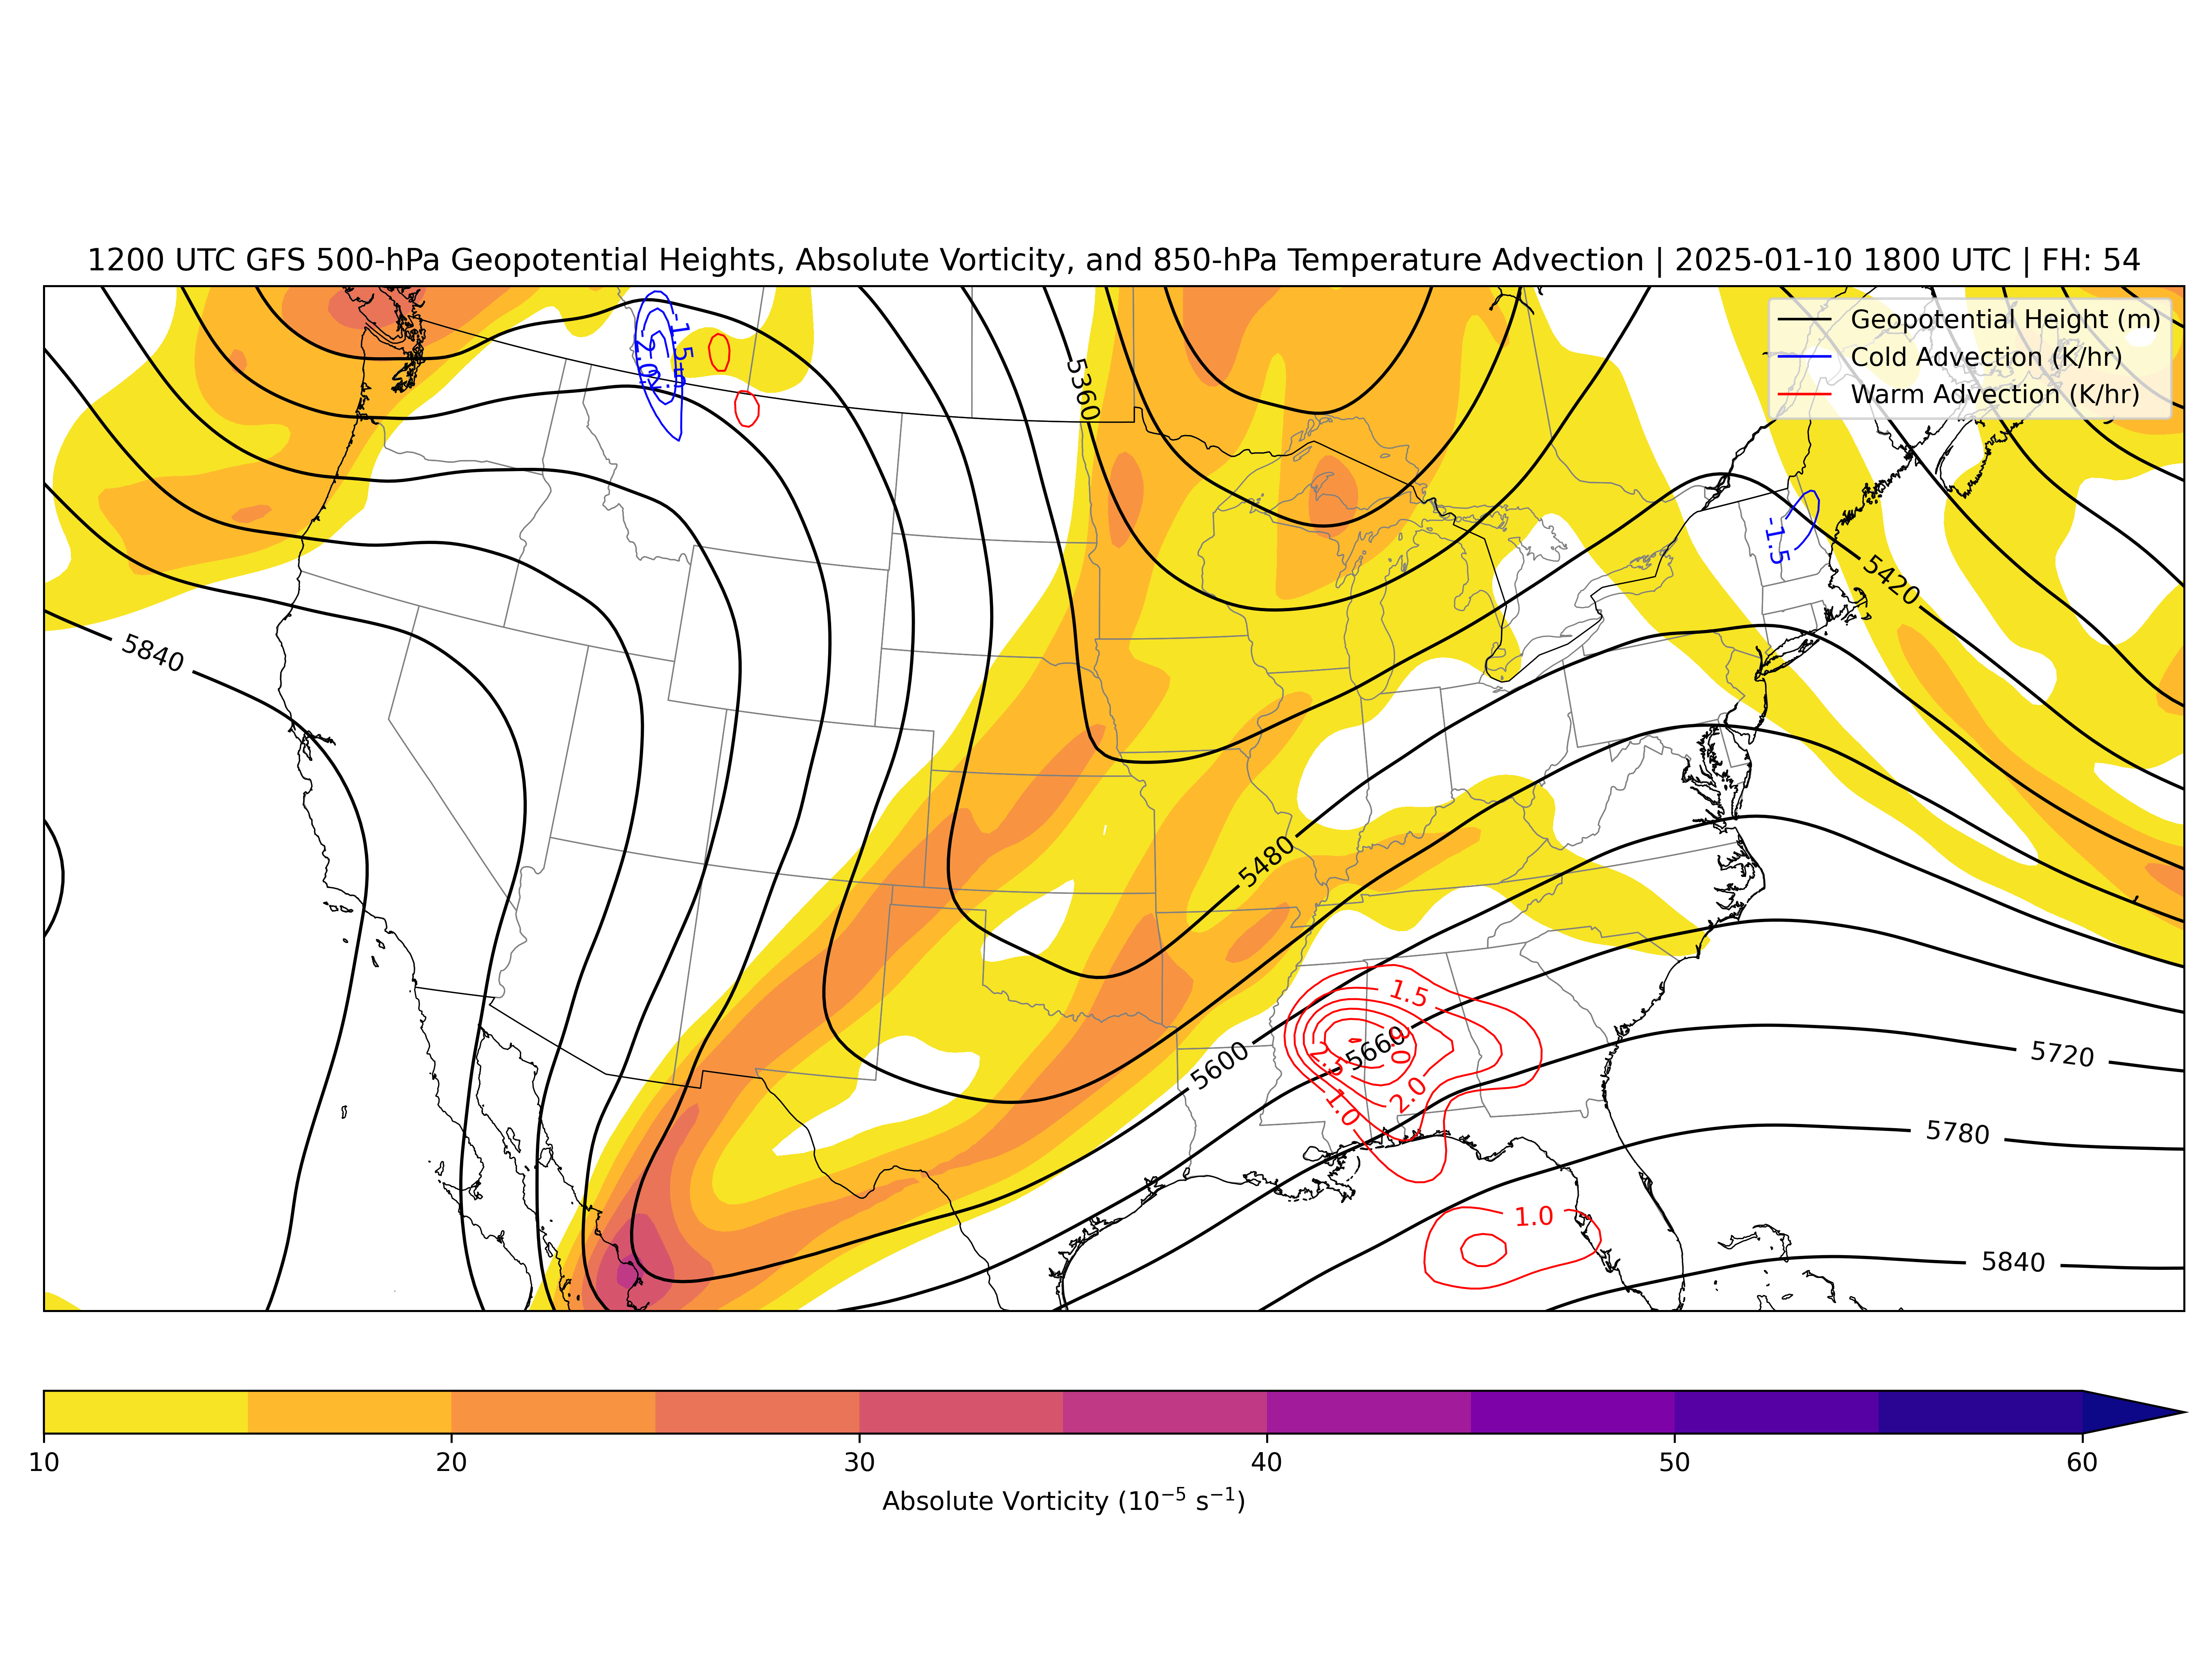 1200 UTC GFS 500-hPa Geopotential Heights, Absolute Vorticity, and 850-hPa Temperature Advection | 2025-01-10 1800 UTC | FH: 54
Geopotential Height (m)
Cold Advection (K/hr)
Warm Advection (K/hr)
-1.5
-2.0
5360
-1.5
5420
5840
5480
1.5
5660
5600
2.5
2.0
1.0
5720
5780
1.0
5840
10 20 30 40 50 60
Absolute Vorticity (10⁻⁵ s⁻¹)